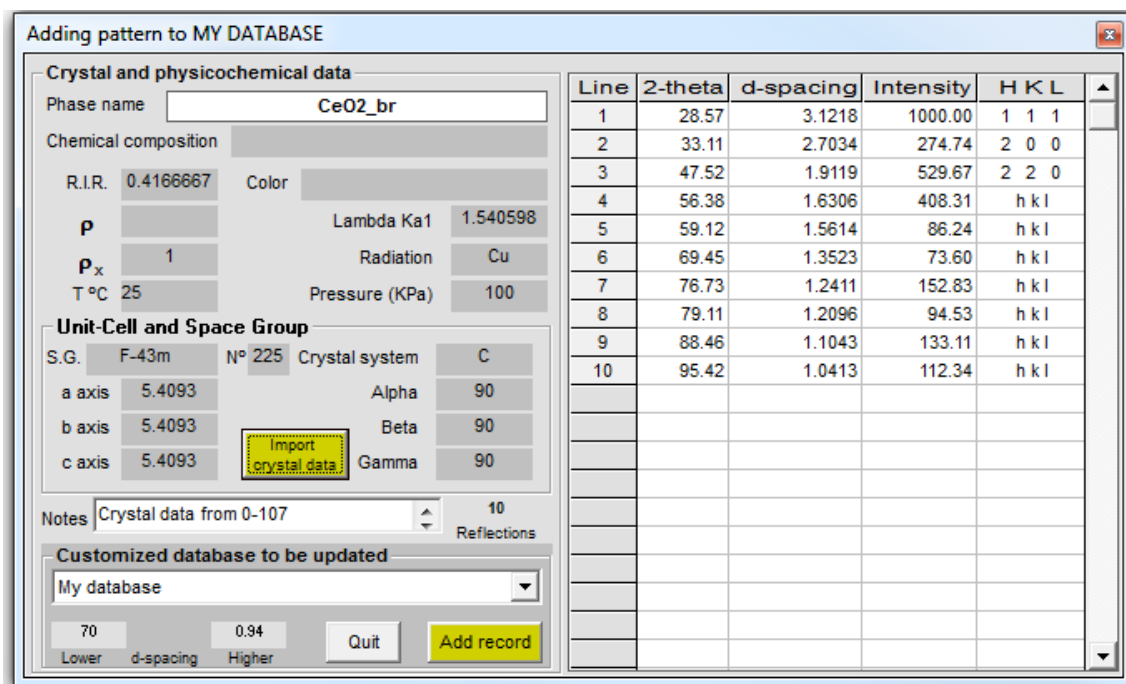 Adding pattern to MY DATABASE
Crystal and physicochemical data
Phase name CeO2_br
Chemical composition
R.I.R. 0.4166667 Color
ρ Lambda Ka1 1.540598
ρx 1 Radiation Cu
T ºC 25 Pressure (KPa) 100
Unit-Cell and Space Group
S.G. F-43m Nº 225 Crystal system C
a axis 5.4093 Alpha 90
b axis 5.4093 Beta 90
Import
crystal data
c axis 5.4093 Gamma 90
Notes Crystal data from 0-107 10
Reflections
Customized database to be updated
My database
70 0.94 Quit Add record
Lower d-spacing Higher
Line 2-theta d-spacing Intensity H K L
1 28.57 3.1218 1000.00 1 1 1
2 33.11 2.7034 274.74 2 0 0
3 47.52 1.9119 529.67 2 2 0
4 56.38 1.6306 408.31 h k l
5 59.12 1.5614 86.24 h k l
6 69.45 1.3523 73.60 h k l
7 76.73 1.2411 152.83 h k l
8 79.11 1.2096 94.53 h k l
9 88.46 1.1043 133.11 h k l
10 95.42 1.0413 112.34 h k l